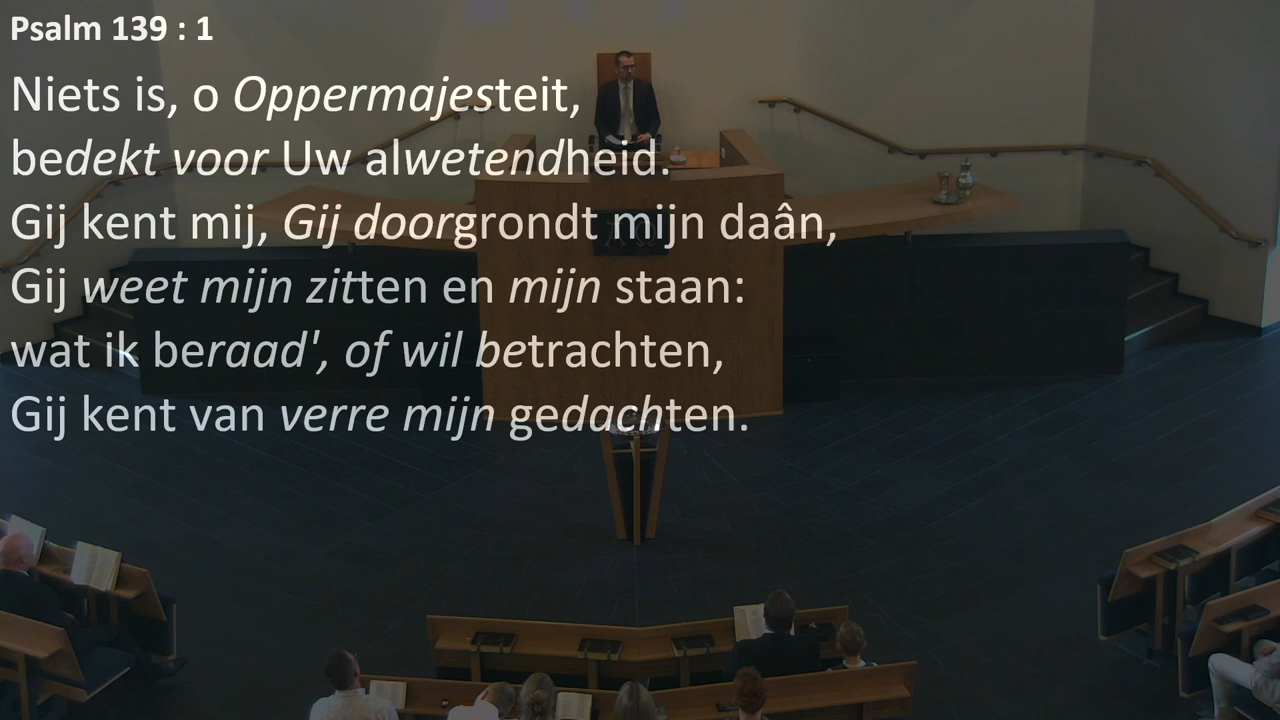 Psalm 139 : 1
Niets is, o Oppermajesteit,
bedekt voor Uw alwetendheid.
Gij kent mij, Gij doorgrondt mijn daân,
Gij weet mijn zitten en mijn staan:
wat ik beraad', of wil betrachten,
Gij kent van verre mijn gedachten.